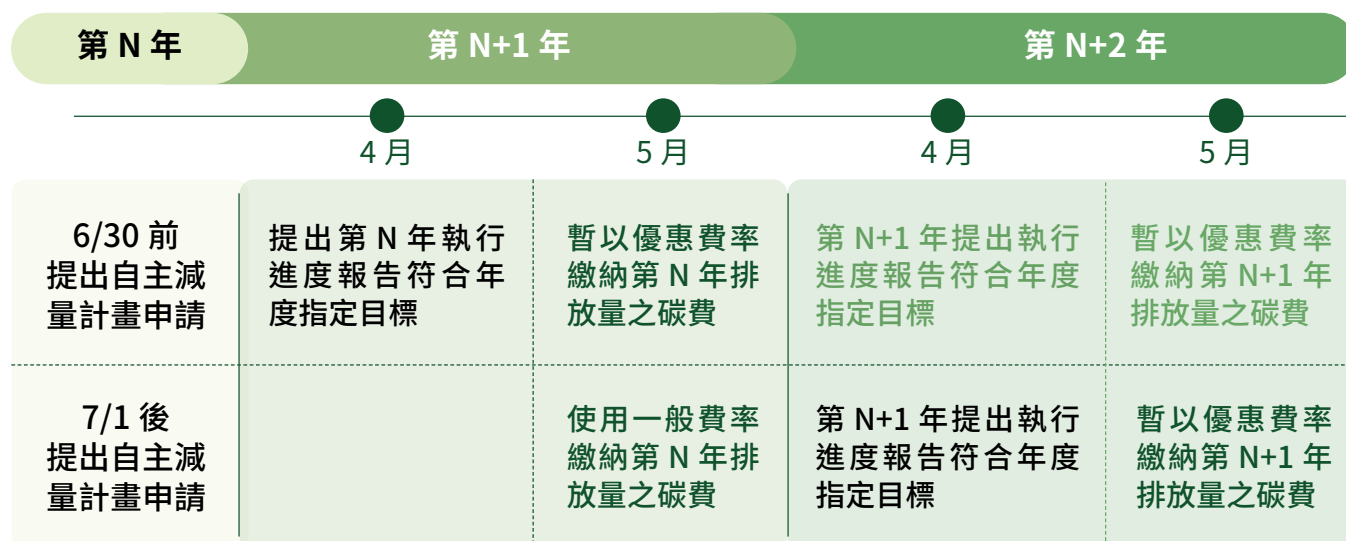 第 N 年
第 N+1 年
第 N+2 年
4 月
5 月
4 月
5 月
6/30 前
提出自主減
量計畫申請
提出第 N 年執行
進度報告符合年
度指定目標
暫以優惠費率
繳納第 N 年排
放量之碳費
第 N+1 年提出執行
進度報告符合年度
指定目標
暫以優惠費率
繳納第 N+1 年
排放量之碳費
7/1 後
提出自主減
量計畫申請
使用一般費率
繳納第 N 年排
放量之碳費
第 N+1 年提出執行
進度報告符合年度
指定目標
暫以優惠費率
繳納第 N+1 年
排放量之碳費